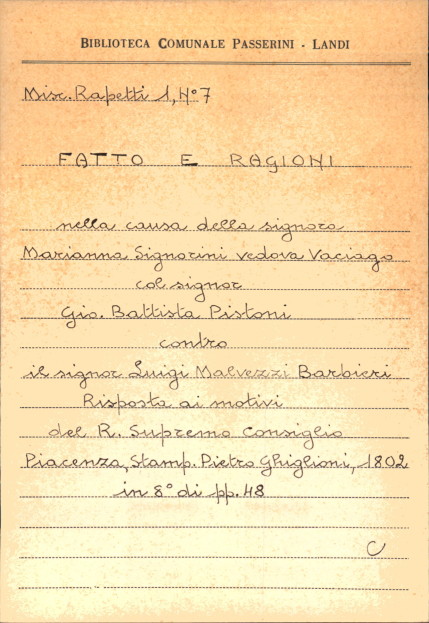 BIBLIOTECA COMUNALE PASSERINI - LANDI
Misc. Rapetti 1, Nº 7
FATTO E RAGIONI
nella causa della signora
Marianna Signorini vedova Vaciago
col signor
Gio. Battista Pistoni
contro
il signor Luigi Malvezzi Barbieri
Risposta ai motivi
del R. Supremo Consiglio
Piacenza, Stamp. Pietro Ghiglioni, 1802
in 8º di pp. 48
C